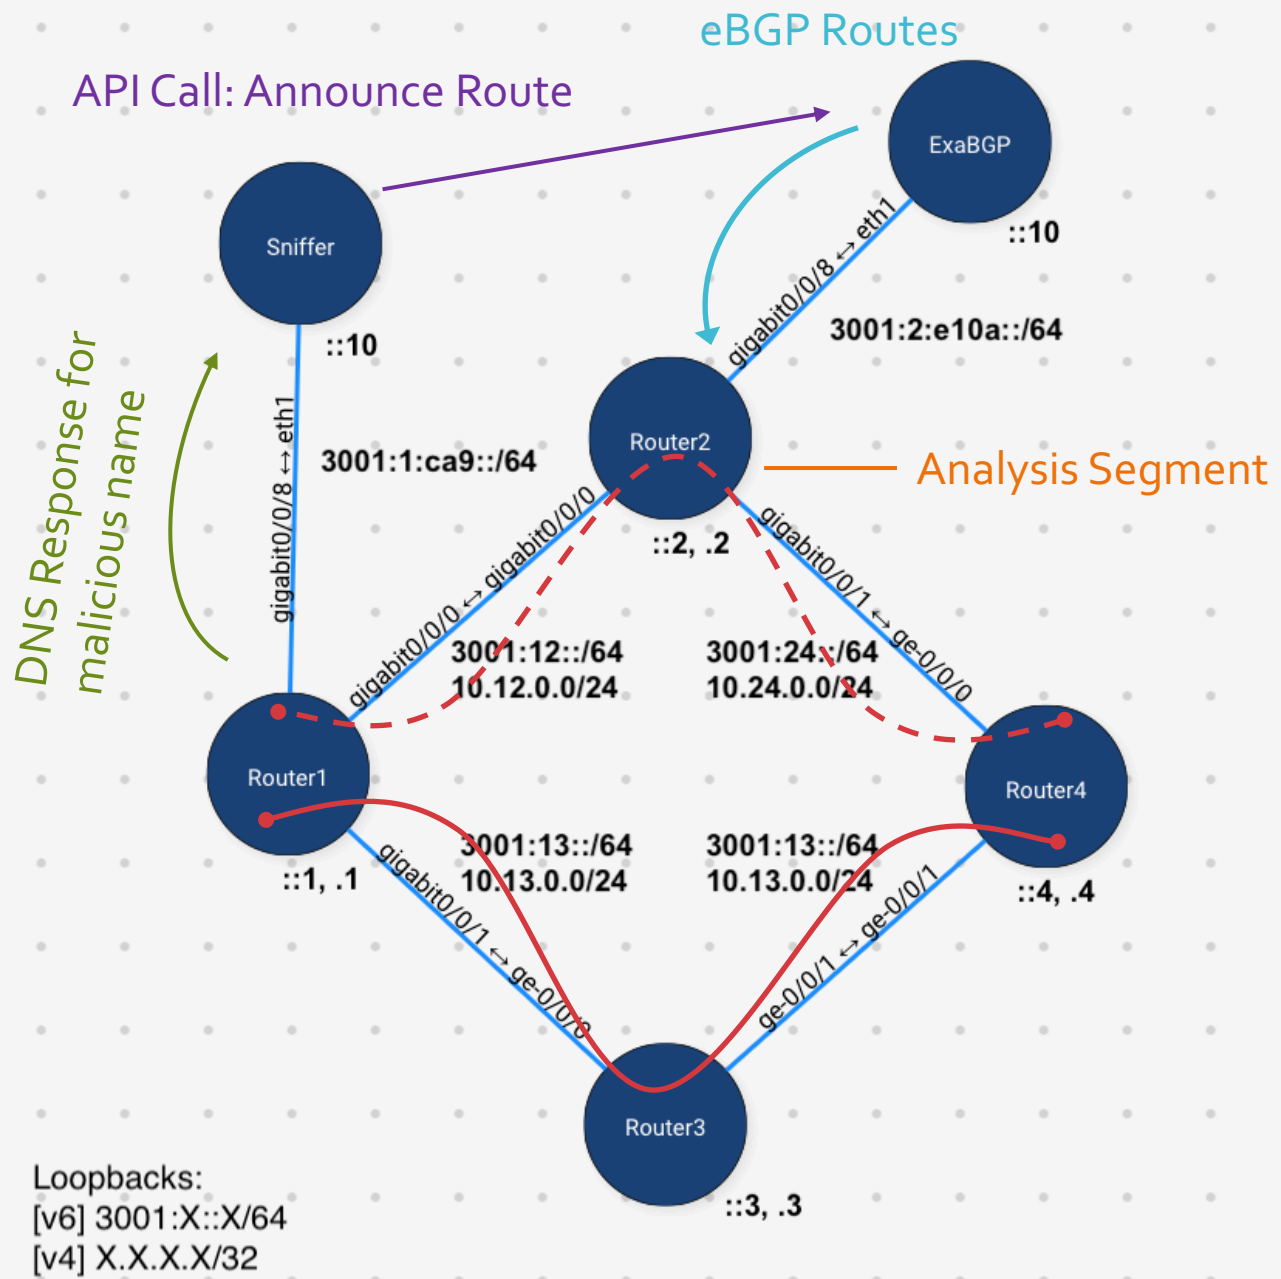 eBGP Routes
API Call: Announce Route
ExaBGP
Sniffer
::10
::10
gigabit0/0/8 ↔ eth1
3001:2:e10a::/64
DNS Response for
malicious name
gigabit0/0/8 ↔ eth1
3001:1:ca9::/64
Router2
Analysis Segment
::2, .2
gigabit0/0/0 ↔ gigabit0/0/0
gigabit0/0/1 ↔ ge-0/0/0
3001:12::/64
10.12.0.0/24
3001:24::/64
10.24.0.0/24
Router1
Router4
::1, .1
::4, .4
3001:13::/64
10.13.0.0/24
3001:13::/64
10.13.0.0/24
gigabit0/0/1 ↔ ge-0/0/0
ge-0/0/1 ↔ ge-0/0/1
Router3
::3, .3
Loopbacks:
[v6] 3001:X::X/64
[v4] X.X.X.X/32